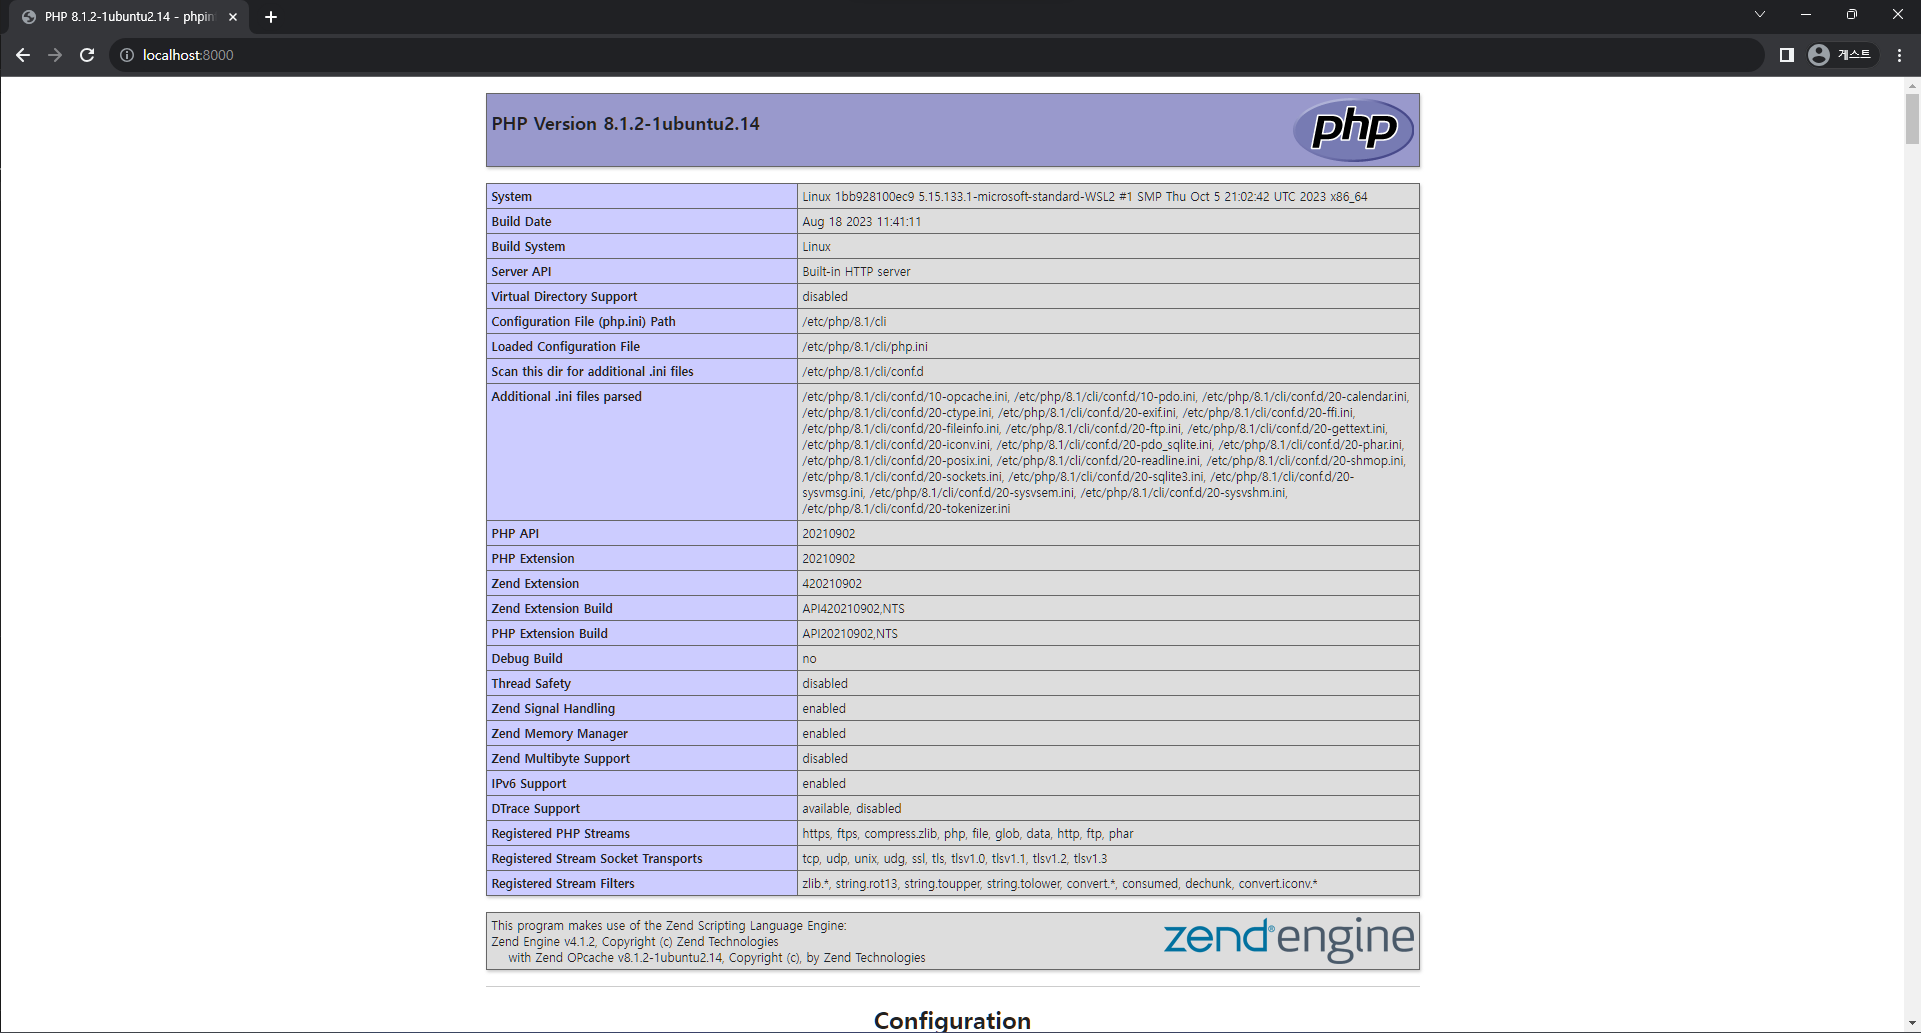 PHP 8.1.2-1ubuntu2.14 - phpin
localhost:8000
게스트
PHP Version 8.1.2-1ubuntu2.14
php
System Linux 1bb928100ec9 5.15.133.1-microsoft-standard-WSL2 #1 SMP Thu Oct 5 21:02:42 UTC 2023 x86_64
Build Date Aug 18 2023 11:41:11
Build System Linux
Server API Built-in HTTP server
Virtual Directory Support disabled
Configuration File (php.ini) Path /etc/php/8.1/cli
Loaded Configuration File /etc/php/8.1/cli/php.ini
Scan this dir for additional .ini files /etc/php/8.1/cli/conf.d
Additional .ini files parsed /etc/php/8.1/cli/conf.d/10-opcache.ini, /etc/php/8.1/cli/conf.d/10-pdo.ini, /etc/php/8.1/cli/conf.d/20-calendar.ini,
/etc/php/8.1/cli/conf.d/20-ctype.ini, /etc/php/8.1/cli/conf.d/20-exif.ini, /etc/php/8.1/cli/conf.d/20-ffi.ini,
/etc/php/8.1/cli/conf.d/20-fileinfo.ini, /etc/php/8.1/cli/conf.d/20-ftp.ini, /etc/php/8.1/cli/conf.d/20-gettext.ini,
/etc/php/8.1/cli/conf.d/20-iconv.ini, /etc/php/8.1/cli/conf.d/20-pdo_sqlite.ini, /etc/php/8.1/cli/conf.d/20-phar.ini,
/etc/php/8.1/cli/conf.d/20-posix.ini, /etc/php/8.1/cli/conf.d/20-readline.ini, /etc/php/8.1/cli/conf.d/20-shmop.ini,
/etc/php/8.1/cli/conf.d/20-sockets.ini, /etc/php/8.1/cli/conf.d/20-sqlite3.ini, /etc/php/8.1/cli/conf.d/20-
sysvmsg.ini, /etc/php/8.1/cli/conf.d/20-sysvsem.ini, /etc/php/8.1/cli/conf.d/20-sysvshm.ini,
/etc/php/8.1/cli/conf.d/20-tokenizer.ini
PHP API 20210902
PHP Extension 20210902
Zend Extension 420210902
Zend Extension Build API420210902,NTS
PHP Extension Build API20210902,NTS
Debug Build no
Thread Safety disabled
Zend Signal Handling enabled
Zend Memory Manager enabled
Zend Multibyte Support disabled
IPv6 Support enabled
DTrace Support available, disabled
Registered PHP Streams https, ftps, compress.zlib, php, file, glob, data, http, ftp, phar
Registered Stream Socket Transports tcp, udp, unix, udg, ssl, tls, tlsv1.0, tlsv1.1, tlsv1.2, tlsv1.3
Registered Stream Filters zlib.*, string.rot13, string.toupper, string.tolower, convert.*, consumed, dechunk, convert.iconv.*
This program makes use of the Zend Scripting Language Engine:
Zend Engine v4.1.2, Copyright (c) Zend Technologies
with Zend OPcache v8.1.2-1ubuntu2.14, Copyright (c), by Zend Technologies
zend®engine
Configuration